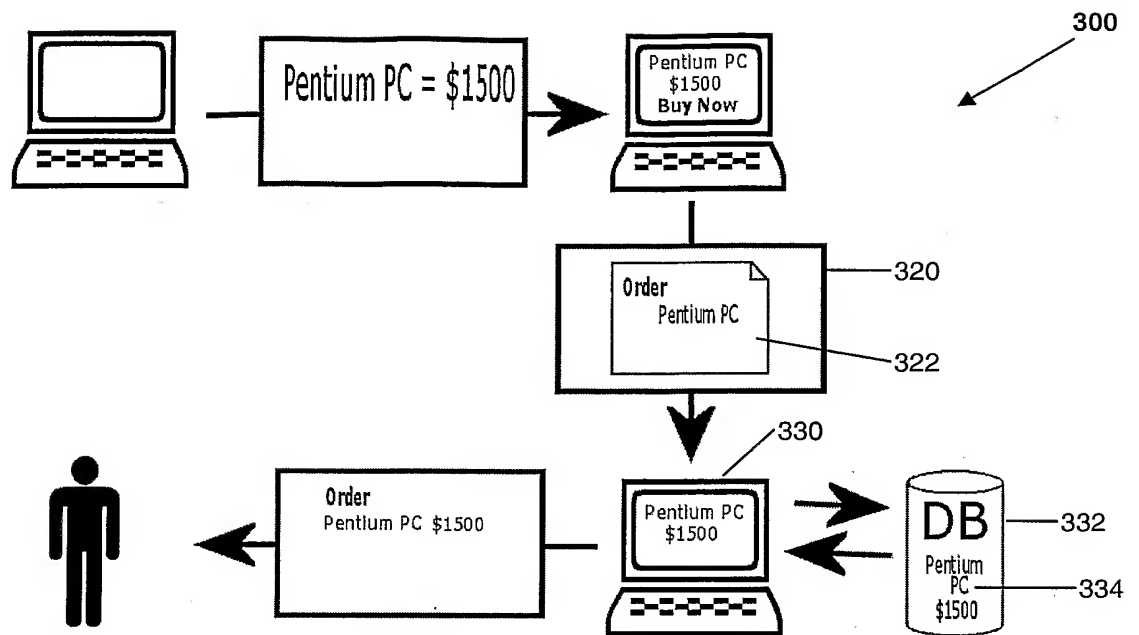 300
Pentium PC = $1500
Pentium PC
$1500
Buy Now
320
Order
Pentium PC
322
330
Order
Pentium PC $1500
Pentium PC
$1500
DB
Pentium
PC
$1500
332
334